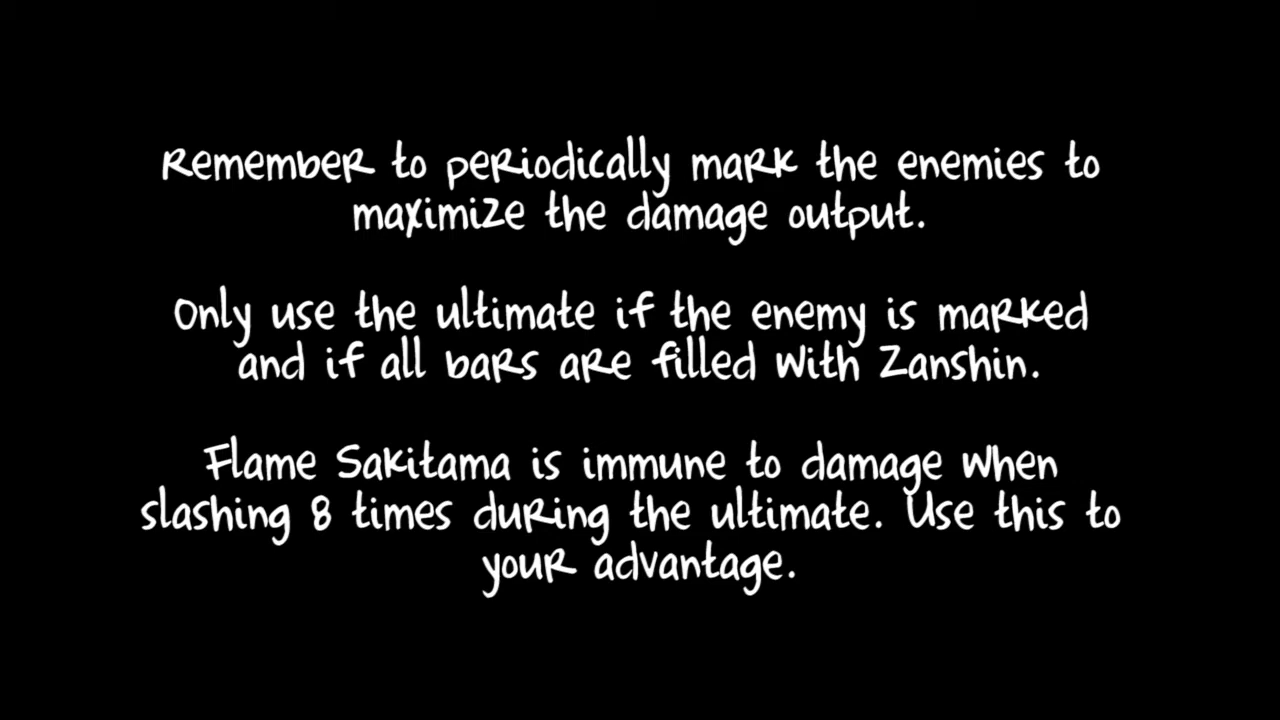 Remember to periodically mark the enemies to
maximize the damage output.
Only use the ultimate if the enemy is marked
and if all bars are filled with Zanshin.
Flame Sakitama is immune to damage when
slashing 8 times during the ultimate. Use this to
your advantage.